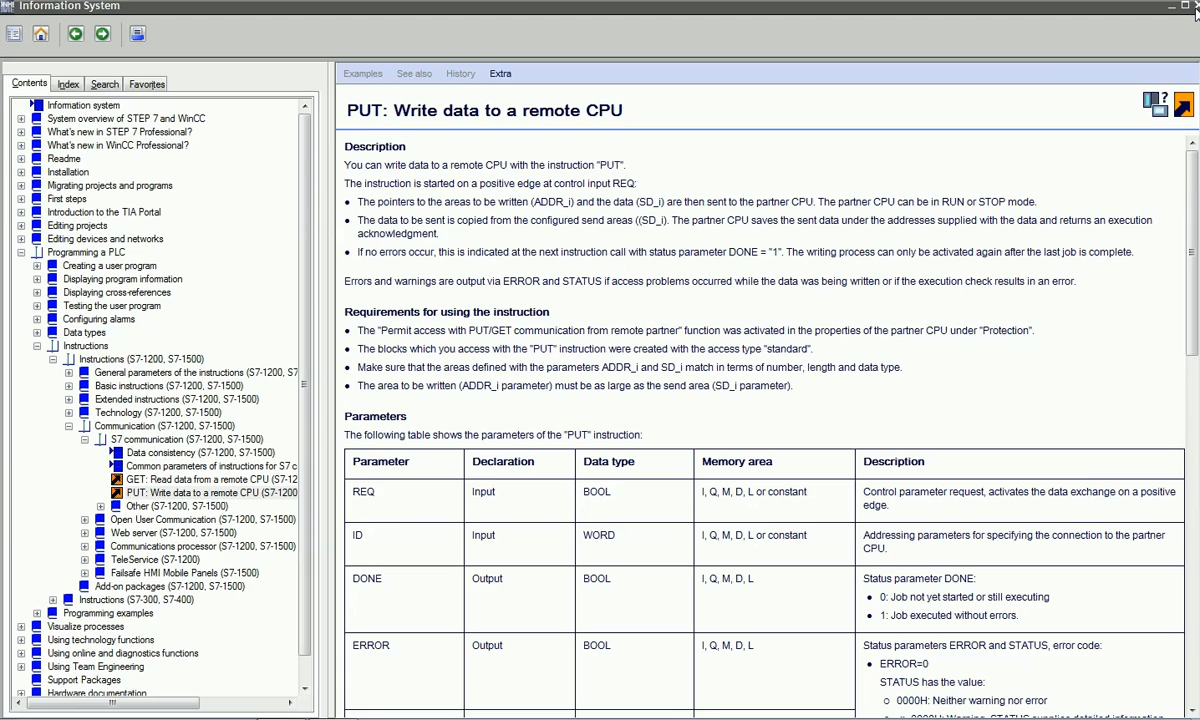 Information System
Contents Index Search Favorites
Information system
System overview of STEP 7 and WinCC
What's new in STEP 7 Professional?
What's new in WinCC Professional?
Readme
Installation
Migrating projects and programs
First steps
Introduction to the TIA Portal
Editing projects
Editing devices and networks
Programming a PLC
Creating a user program
Displaying program information
Displaying cross-references
Testing the user program
Configuring alarms
Data types
Instructions
Instructions (S7-1200, S7-1500)
General parameters of the instructions (S7-1200, S7
Basic instructions (S7-1200, S7-1500)
Extended instructions (S7-1200, S7-1500)
Technology (S7-1200, S7-1500)
Communication (S7-1200, S7-1500)
S7 communication (S7-1200, S7-1500)
Data consistency (S7-1200, S7-1500)
Common parameters of instructions for S7 c
GET: Read data from a remote CPU (S7-12
PUT: Write data to a remote CPU (S7-1200
Other (S7-1200, S7-1500)
Open User Communication (S7-1200, S7-1500)
Web server (S7-1200, S7-1500)
Communications processor (S7-1200, S7-1500)
TeleService (S7-1200)
Failsafe HMI Mobile Panels (S7-1500)
Add-on packages (S7-1200, S7-1500)
Instructions (S7-300, S7-400)
Programming examples
Visualize processes
Using technology functions
Using online and diagnostics functions
Using Team Engineering
Support Packages
Hardware documentation
Examples See also History Extra
PUT: Write data to a remote CPU
Description
You can write data to a remote CPU with the instruction "PUT".
The instruction is started on a positive edge at control input REQ:
• The pointers to the areas to be written (ADDR_i) and the data (SD_i) are then sent to the partner CPU. The partner CPU can be in RUN or STOP mode.
• The data to be sent is copied from the configured send areas ((SD_i). The partner CPU saves the sent data under the addresses supplied with the data and returns an execution
acknowledgment.
• If no errors occur, this is indicated at the next instruction call with status parameter DONE = "1". The writing process can only be activated again after the last job is complete.
Errors and warnings are output via ERROR and STATUS if access problems occurred while the data was being written or if the execution check results in an error.
Requirements for using the instruction
• The "Permit access with PUT/GET communication from remote partner" function was activated in the properties of the partner CPU under "Protection".
• The blocks which you access with the "PUT" instruction were created with the access type "standard".
• Make sure that the areas defined with the parameters ADDR_i and SD_i match in terms of number, length and data type.
• The area to be written (ADDR_i parameter) must be as large as the send area (SD_i parameter).
Parameters
The following table shows the parameters of the "PUT" instruction:
Parameter Declaration Data type Memory area Description
REQ Input BOOL I, Q, M, D, L or constant Control parameter request, activates the data exchange on a positive
edge.
ID Input WORD I, Q, M, D, L or constant Addressing parameters for specifying the connection to the partner
CPU.
DONE Output BOOL I, Q, M, D, L Status parameter DONE:
• 0: Job not yet started or still executing
• 1: Job executed without errors.
ERROR Output BOOL I, Q, M, D, L Status parameters ERROR and STATUS, error code:
• ERROR=0
STATUS has the value:
○ 0000H: Neither warning nor error